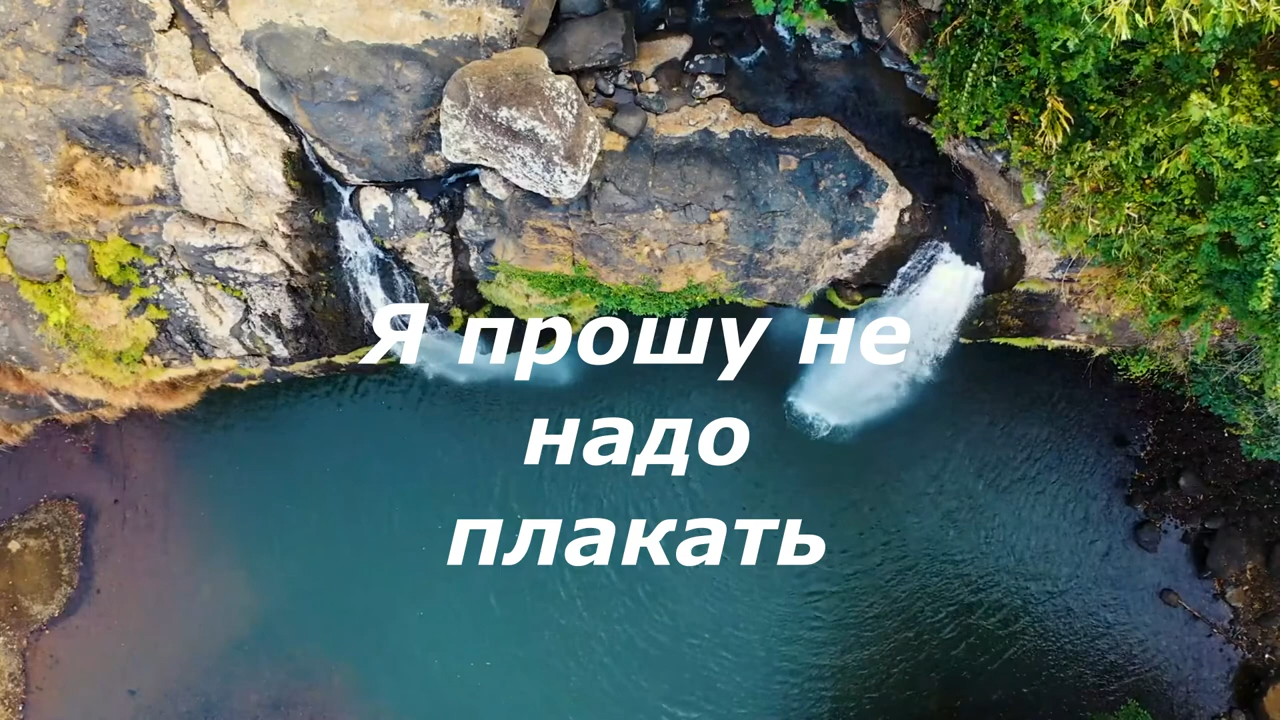 Я прошу не
надо
плакать